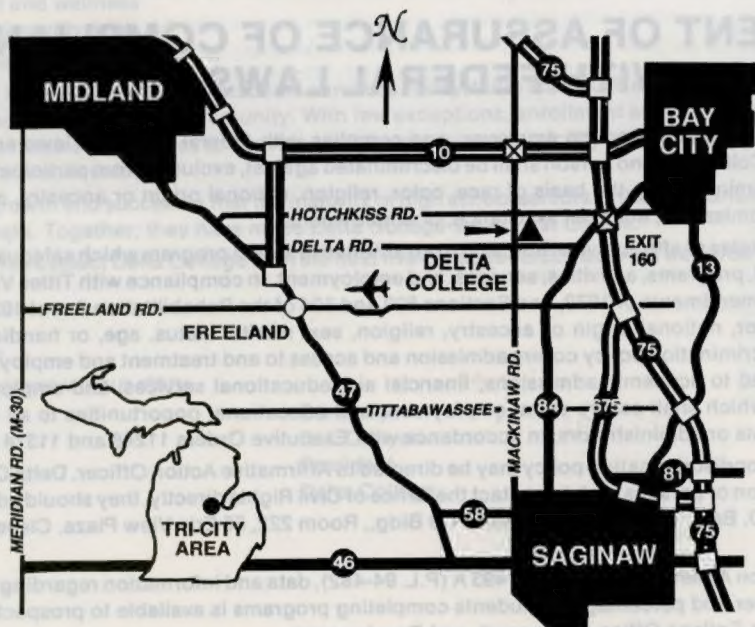 N
75
MIDLAND
BAY
CITY
10
HOTCHKISS RD.
DELTA RD.
EXIT
160
13
DELTA
COLLEGE
FREELAND RD.
FREELAND
75
47
TITTABAWASSEE
84
675
MERIDIAN RD. (M-30)
MACKINAW RD.
81
TRI-CITY
AREA
58
75
SAGINAW
46